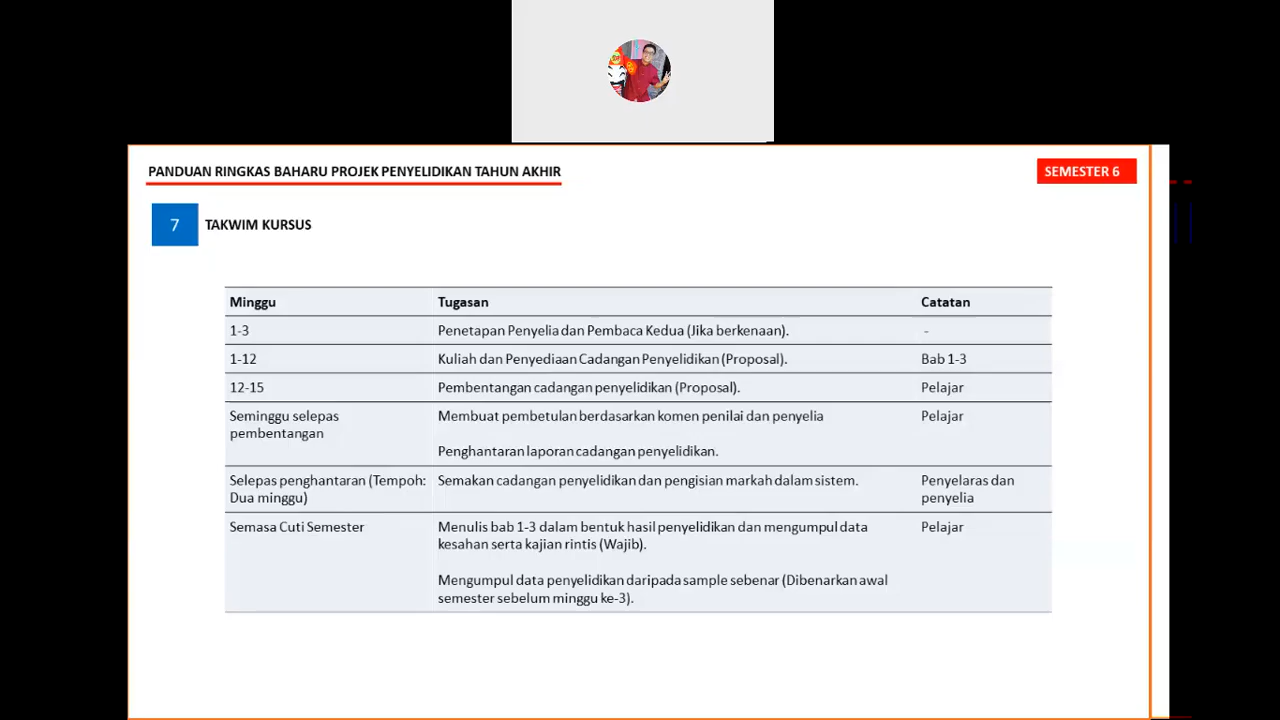 PANDUAN RINGKAS BAHARU PROJEK PENYELIDIKAN TAHUN AKHIR
SEMESTER 6
7
TAKWIM KURSUS
Minggu Tugasan Catatan
1-3 Penetapan Penyelia dan Pembaca Kedua (Jika berkenaan). -
1-12 Kuliah dan Penyediaan Cadangan Penyelidikan (Proposal). Bab 1-3
12-15 Pembentangan cadangan penyelidikan (Proposal). Pelajar
Seminggu selepas Membuat pembetulan berdasarkan komen penilai dan penyelia Pelajar
pembentangan
Penghantaran laporan cadangan penyelidikan.
Selepas penghantaran (Tempoh: Semakan cadangan penyelidikan dan pengisian markah dalam sistem. Penyelaras dan
Dua minggu) penyelia
Semasa Cuti Semester Menulis bab 1-3 dalam bentuk hasil penyelidikan dan mengumpul data Pelajar
kesahan serta kajian rintis (Wajib).
Mengumpul data penyelidikan daripada sample sebenar (Dibenarkan awal
semester sebelum minggu ke-3).